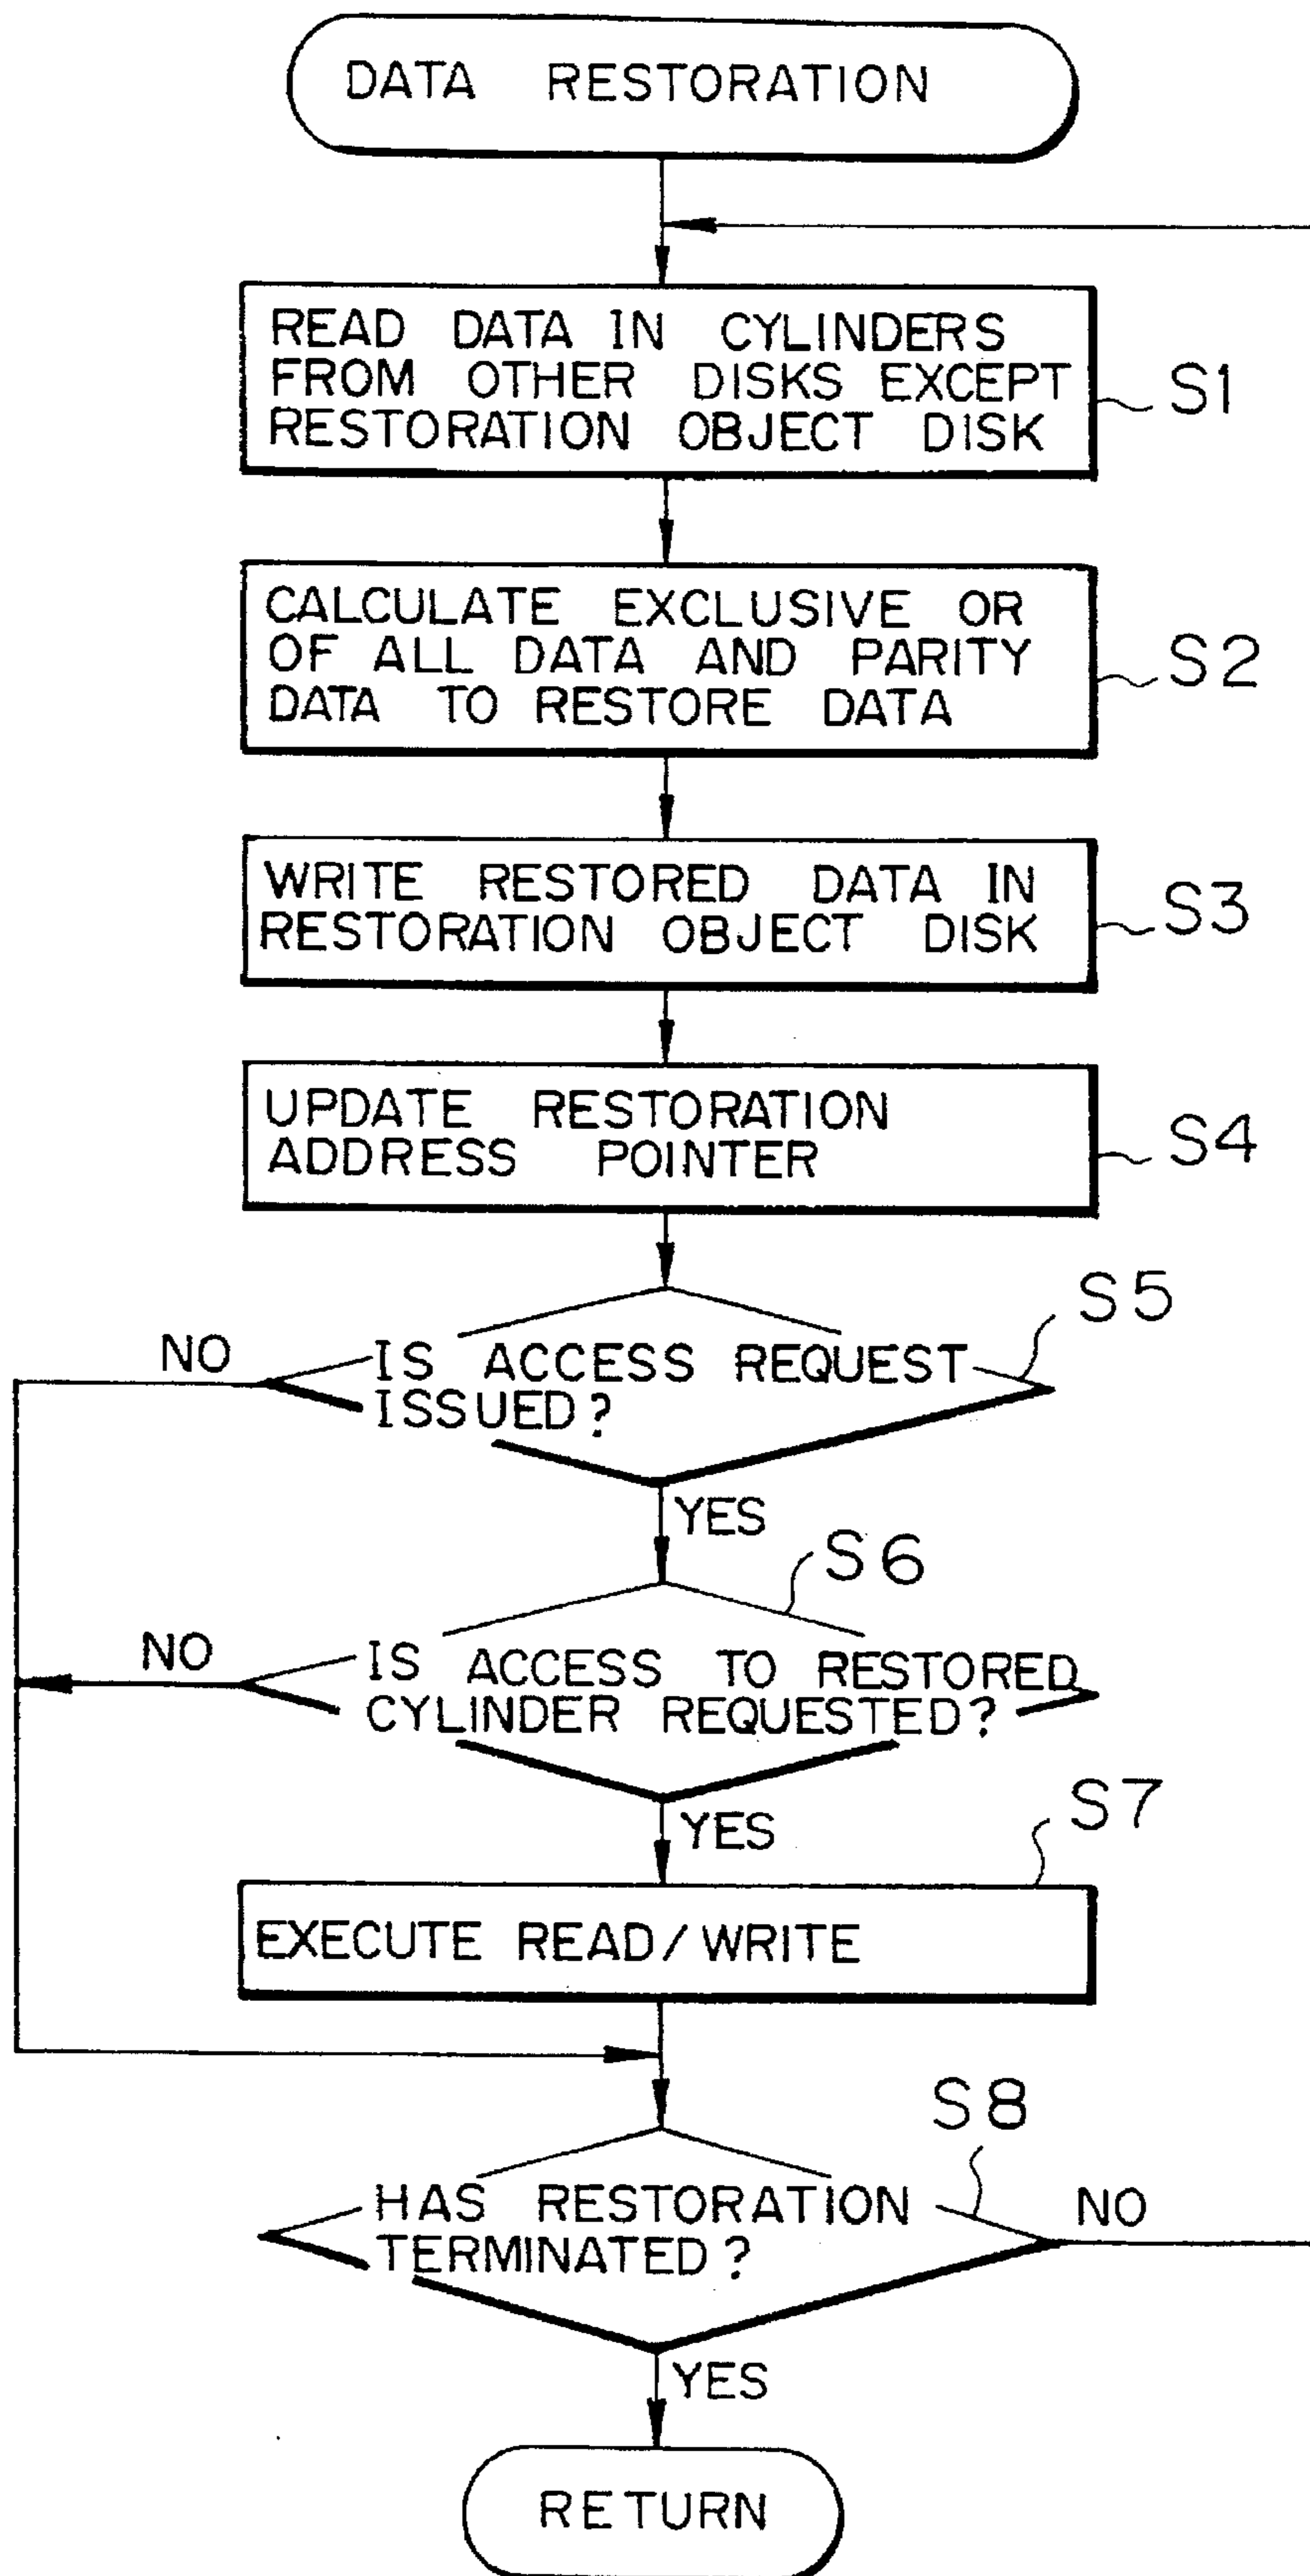 DATA RESTORATION
READ DATA IN CYLINDERS
FROM OTHER DISKS EXCEPT
RESTORATION OBJECT DISK
S1
CALCULATE EXCLUSIVE OR
OF ALL DATA AND PARITY
DATA TO RESTORE DATA
S2
WRITE RESTORED DATA IN
RESTORATION OBJECT DISK
S3
UPDATE RESTORATION
ADDRESS POINTER
S4
S5
NO
IS ACCESS REQUEST
ISSUED?
YES
S6
NO
IS ACCESS TO RESTORED
CYLINDER REQUESTED?
YES
S7
EXECUTE READ/WRITE
S8
HAS RESTORATION
TERMINATED?
NO
YES
RETURN